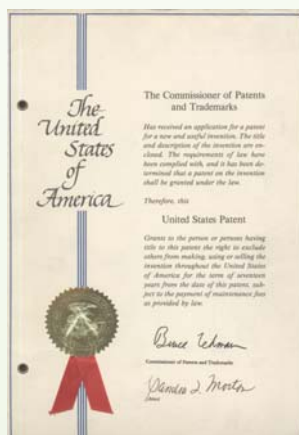 The
United
States
of
America
The Commissioner of Patents
and Trademarks
Has received an application for a patent
for a new and useful invention. The title
and description of the invention are en-
closed. The requirements of law have
been complied with, and it has been de-
termined that a patent on the invention
shall be granted under the law.
Therefore, this
United States Patent
Grants to the person or persons having
title to this patent the right to exclude
others from making, using or selling the
invention throughout the United States
of America for the term of seventeen
years from the date of this patent, sub-
ject to the payment of maintenance fees
as provided by law.
Bruce Lehman
Commissioner of Patents and Trademarks
Morton
Attest